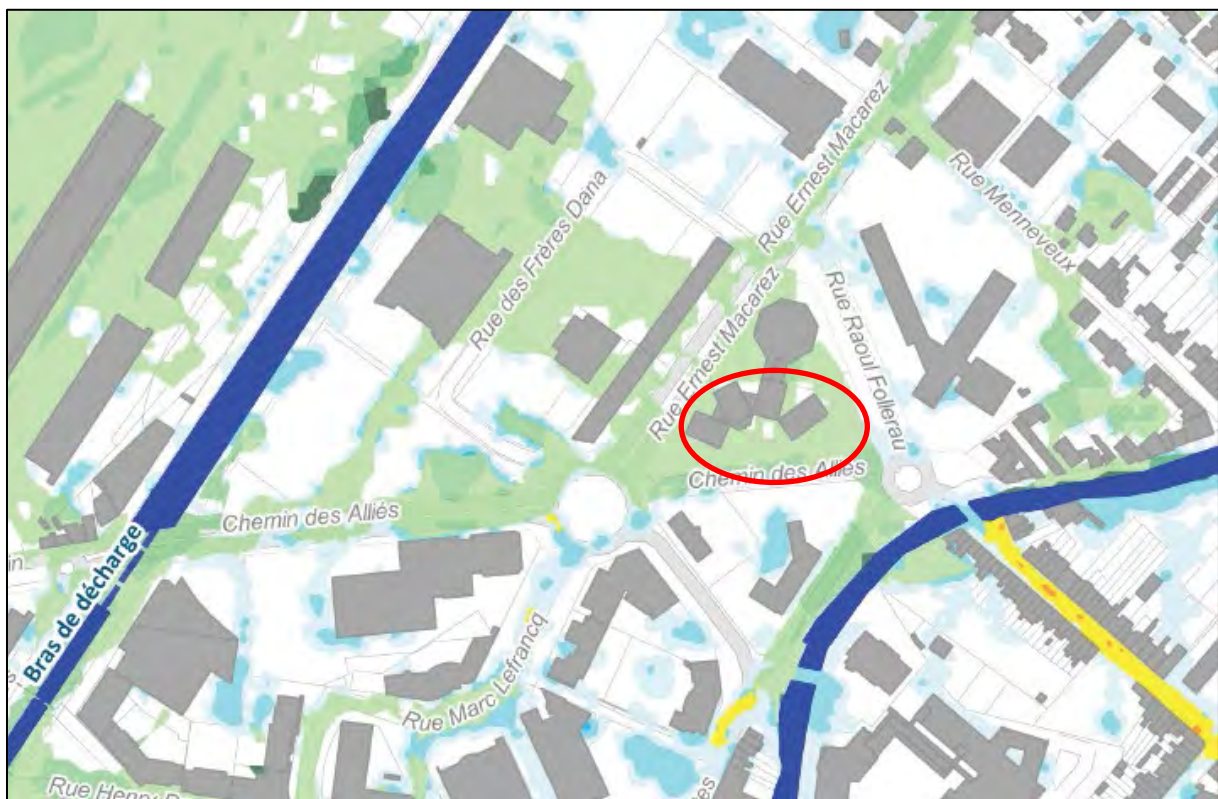 Rue Ernest Macarez
Rue des Frères Dana
Rue Menneveux
Rue Ernest Macarez
Rue Raoul Follerau
Chemin des Alliés
Chemin des Alliés
Bras de décharge
Rue Marc Lefrancq